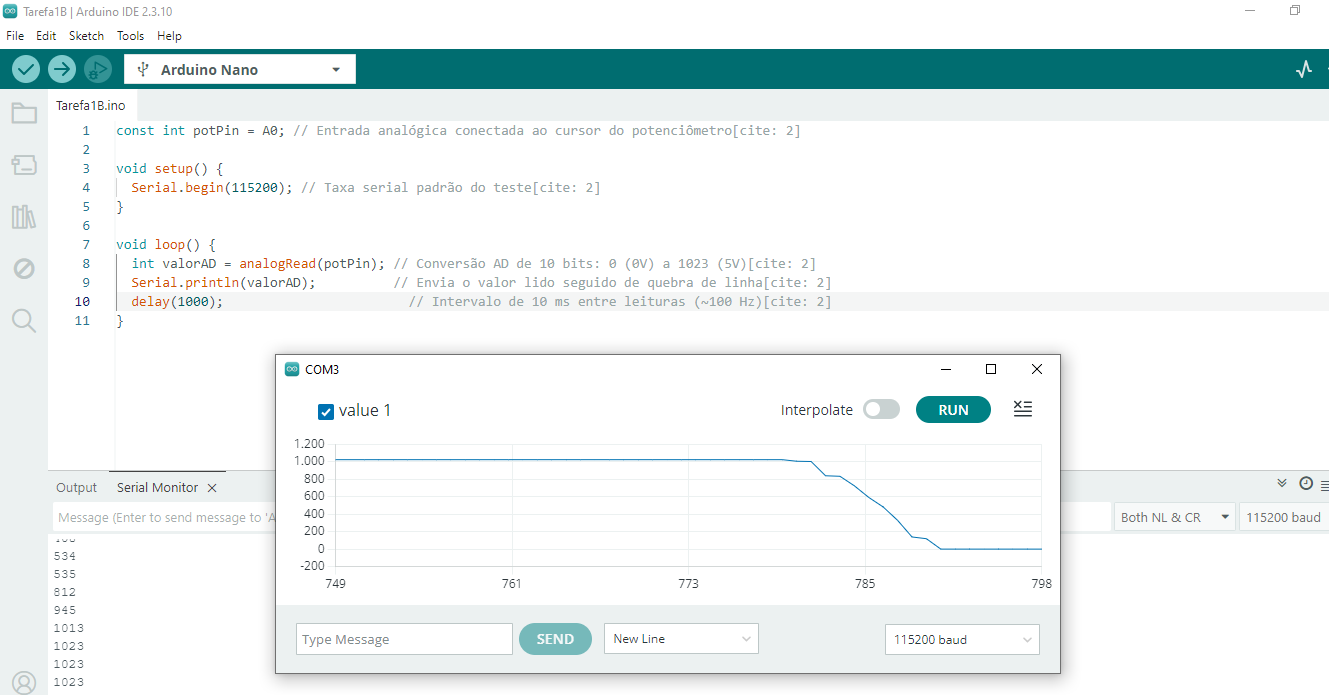 Tarefa1B | Arduino IDE 2.3.10
File Edit Sketch Tools Help
Arduino Nano
Tarefa1B.ino
1 const int potPin = A0; // Entrada analógica conectada ao cursor do potenciômetro[cite: 2]
2
3 void setup() {
4 Serial.begin(115200); // Taxa serial padrão do teste[cite: 2]
5 }
6
7 void loop() {
8 int valorAD = analogRead(potPin); // Conversão AD de 10 bits: 0 (0V) a 1023 (5V)[cite: 2]
9 Serial.println(valorAD); // Envia o valor lido seguido de quebra de linha[cite: 2]
10 delay(1000); // Intervalo de 10 ms entre leituras (~100 Hz)[cite: 2]
11 }
COM3
value 1
Interpolate
RUN
1.200
1.000
800
600
400
200
0
-200
749 761 773 785 798
Type Message
SEND
New Line
115200 baud
Output
Serial Monitor
Message (Enter to send message to 'A
Both NL & CR
115200 baud
534
535
812
945
1013
1023
1023
1023